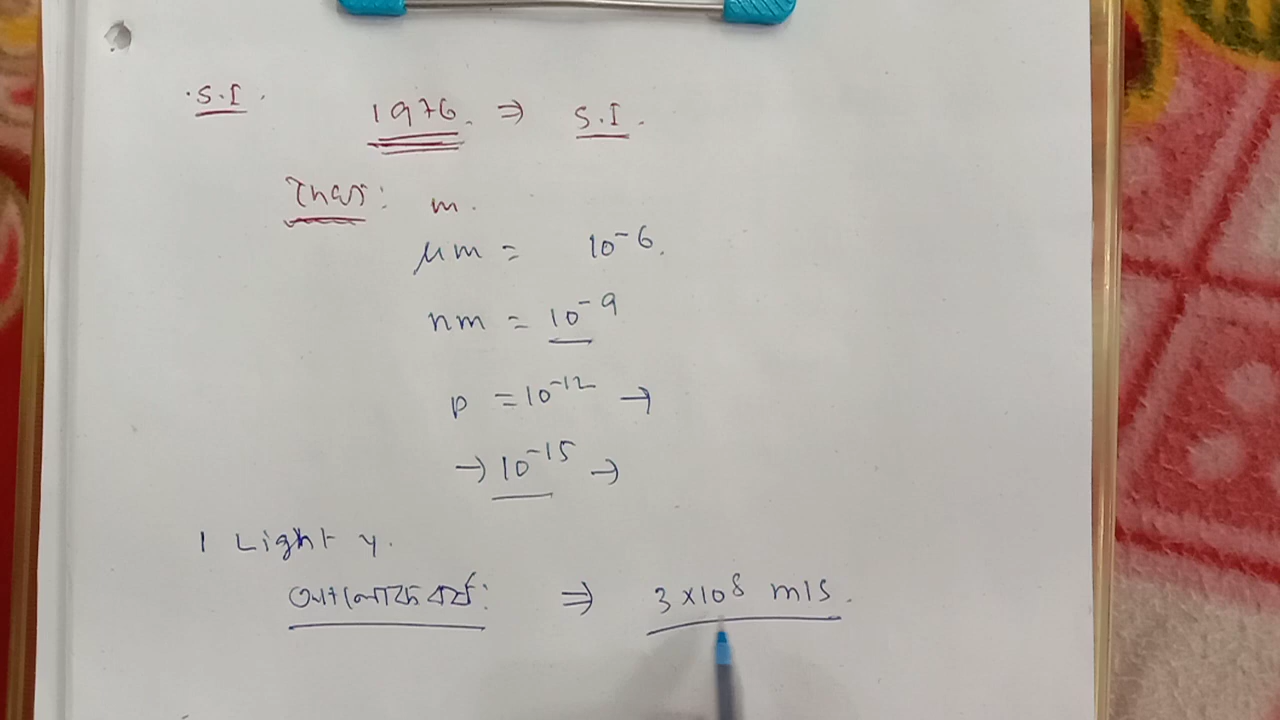 S.I. 1976. ⇒ S.I.
m.
μm = 10⁻⁶.
nm = 10⁻⁹
p = 10⁻¹² →
→ 10⁻¹⁵ →
1 Light y.
আলোকবর্ষ: ⇒ 3×10⁸ m/s.